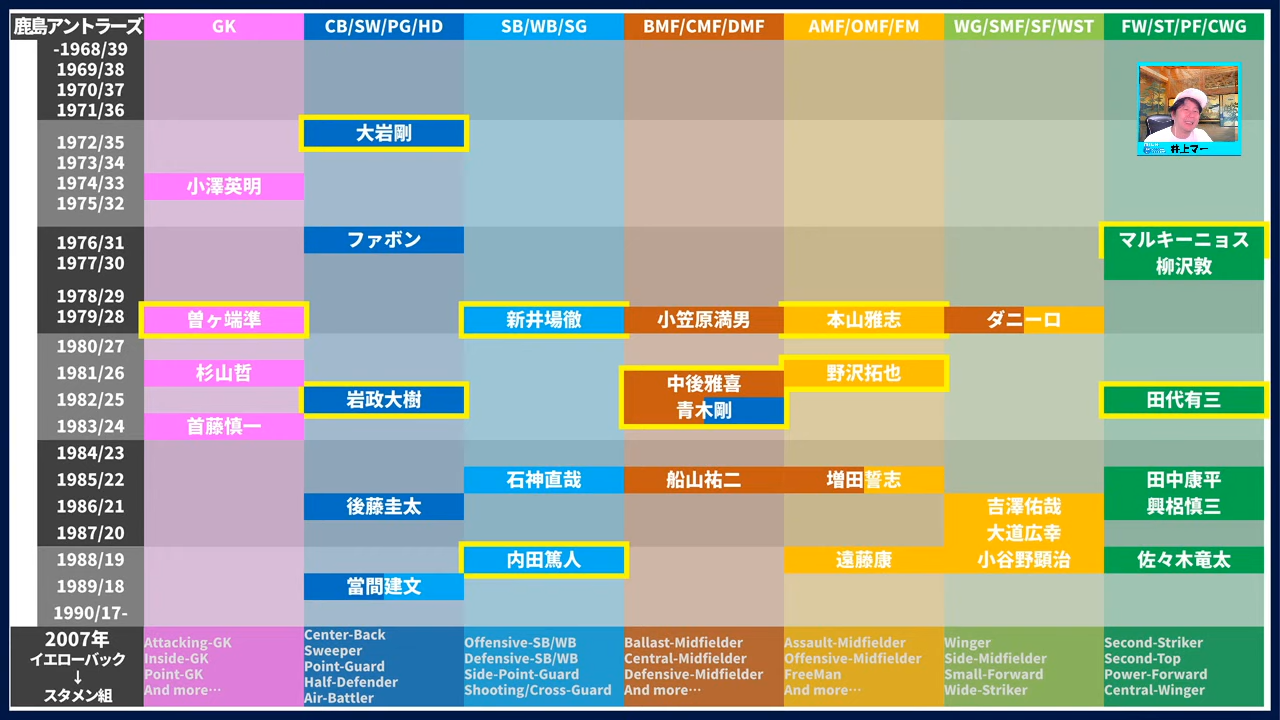 鹿島アントラーズ GK CB/SW/PG/HD SB/WB/SG BMF/CMF/DMF AMF/OMF/FM WG/SMF/SF/WST FW/ST/PF/CWG
-1968/39
1969/38
1970/37
1971/36
1972/35 大岩剛
1973/34
1974/33 小澤英明
1975/32
1976/31 ファボン マルキーニョス
1977/30 柳沢敦
1978/29
1979/28 曽ヶ端準 新井場徹 小笠原満男 本山雅志 ダニーロ
1980/27
1981/26 杉山哲 中後雅喜 野沢拓也
1982/25 岩政大樹 青木剛 田代有三
1983/24 首藤慎一
1984/23
1985/22 石神直哉 船山祐二 増田誓志 田中康平
1986/21 後藤圭太 吉澤佑哉 興梠慎三
1987/20 大道広幸
1988/19 内田篤人 遠藤康 小谷野顕治 佐々木竜太
1989/18 當間建文
1990/17-
井上マー
2007年
イエローバック
↓
スタメン組
Attacking-GK
Inside-GK
Point-GK
And more…
Center-Back
Sweeper
Point-Guard
Half-Defender
Air-Battler
Offensive-SB/WB
Defensive-SB/WB
Side-Point-Guard
Shooting/Cross-Guard
Ballast-Midfielder
Central-Midfielder
Defensive-Midfielder
And more…
Assault-Midfielder
Offensive-Midfielder
FreeMan
And more…
Winger
Side-Midfielder
Small-Forward
Wide-Striker
Second-Striker
Second-Top
Power-Forward
Central-Winger